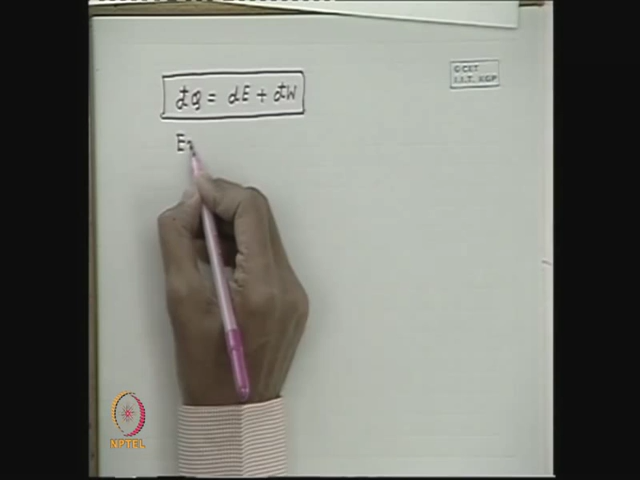 đQ = dE + đW
© CET
I.I.T. KGP
E
NPTEL